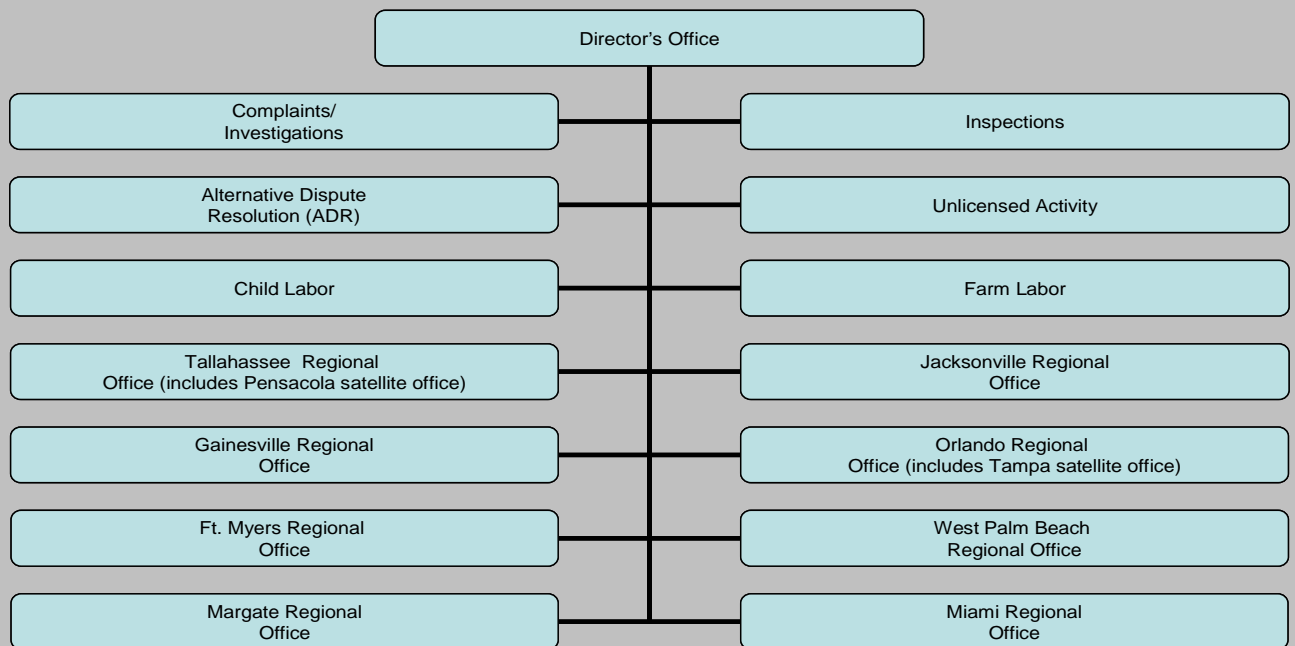 Director's Office
Complaints/
Investigations
Inspections
Alternative Dispute
Resolution (ADR)
Unlicensed Activity
Child Labor
Farm Labor
Tallahassee Regional
Office (includes Pensacola satellite office)
Jacksonville Regional
Office
Gainesville Regional
Office
Orlando Regional
Office (includes Tampa satellite office)
Ft. Myers Regional
Office
West Palm Beach
Regional Office
Margate Regional
Office
Miami Regional
Office